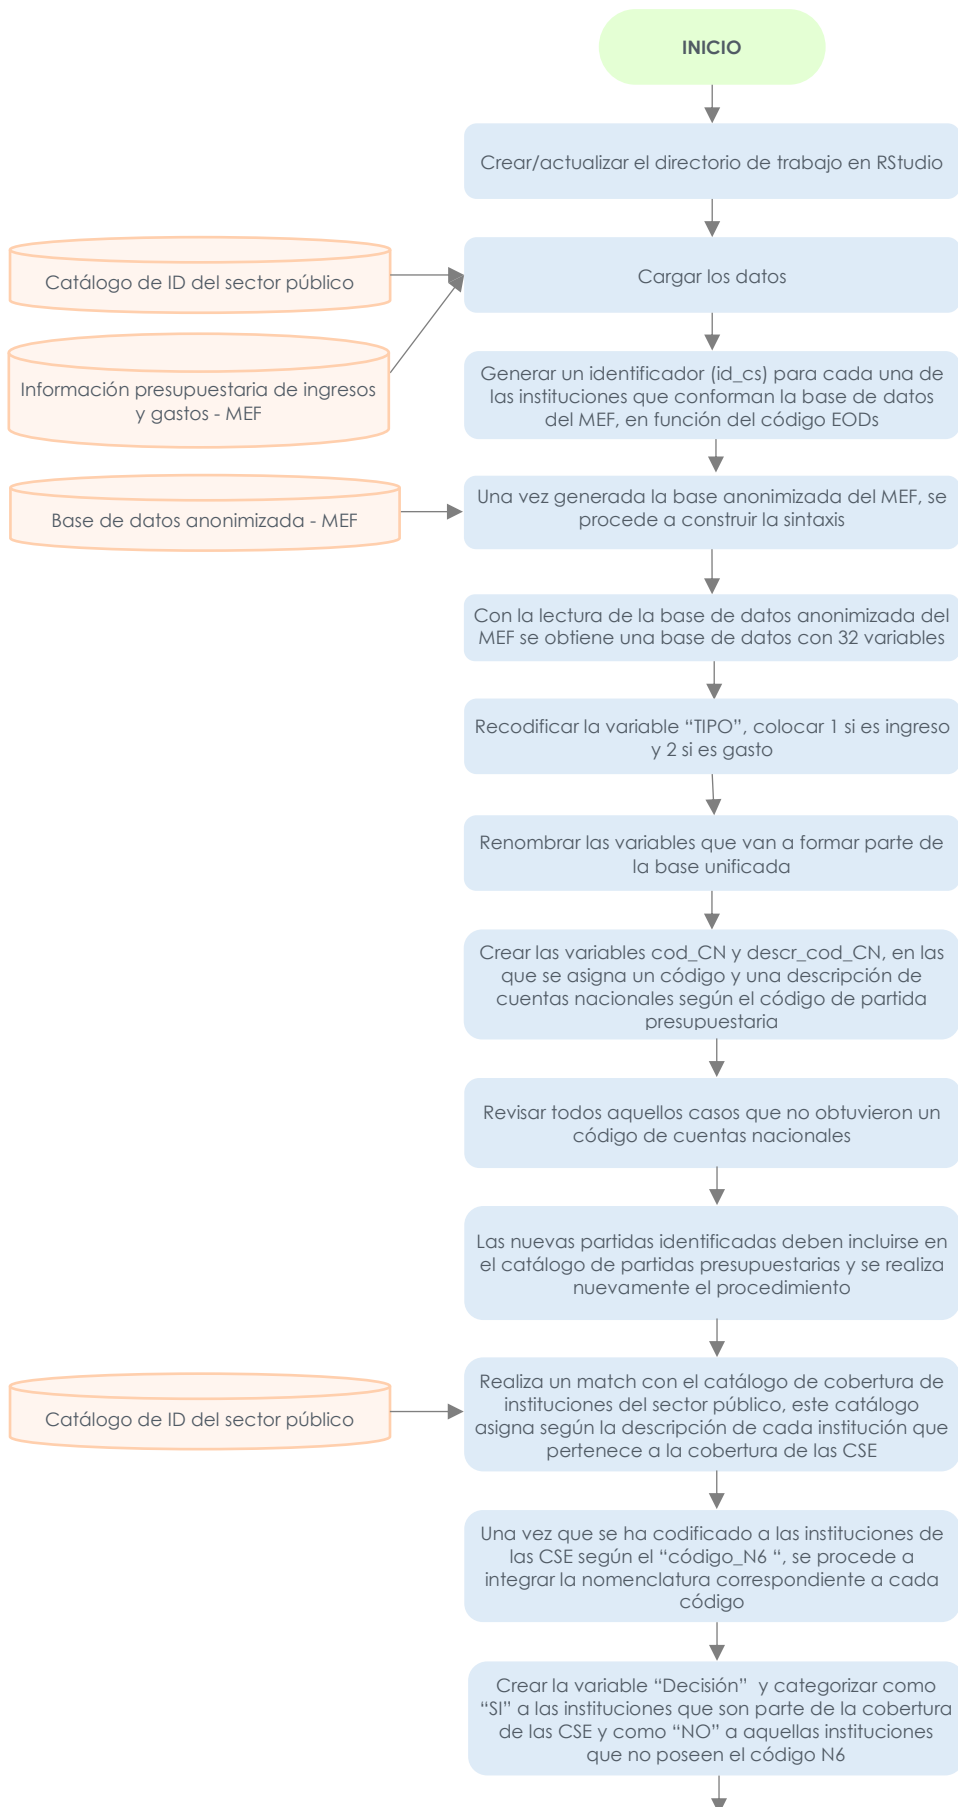 INICIO
Crear/actualizar el directorio de trabajo en RStudio
Catálogo de ID del sector público
Cargar los datos
Información presupuestaria de ingresos
y gastos - MEF
Generar un identificador (id_cs) para cada una de
las instituciones que conforman la base de datos
del MEF, en función del código EODs
Base de datos anonimizada - MEF
Una vez generada la base anonimizada del MEF, se
procede a construir la sintaxis
Con la lectura de la base de datos anonimizada del
MEF se obtiene una base de datos con 32 variables
Recodificar la variable “TIPO”, colocar 1 si es ingreso
y 2 si es gasto
Renombrar las variables que van a formar parte de
la base unificada
Crear las variables cod_CN y descr_cod_CN, en las
que se asigna un código y una descripción de
cuentas nacionales según el código de partida
presupuestaria
Revisar todos aquellos casos que no obtuvieron un
código de cuentas nacionales
Las nuevas partidas identificadas deben incluirse en
el catálogo de partidas presupuestarias y se realiza
nuevamente el procedimiento
Catálogo de ID del sector público
Realiza un match con el catálogo de cobertura de
instituciones del sector público, este catálogo
asigna según la descripción de cada institución que
pertenece a la cobertura de las CSE
Una vez que se ha codificado a las instituciones de
las CSE según el “código_N6 “, se procede a
integrar la nomenclatura correspondiente a cada
código
Crear la variable “Decisión” y categorizar como
“SI” a las instituciones que son parte de la cobertura
de las CSE y como “NO” a aquellas instituciones
que no poseen el código N6